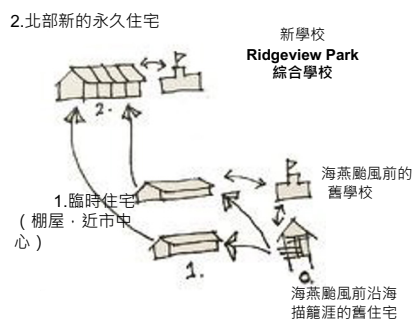 2.北部新的永久住宅
新學校
Ridgeview Park
綜合學校
2.
海燕颱風前的
舊學校
1.臨時住宅
（棚屋．近市中
心）
1.
0.
海燕颱風前沿海
描籠涯的舊住宅